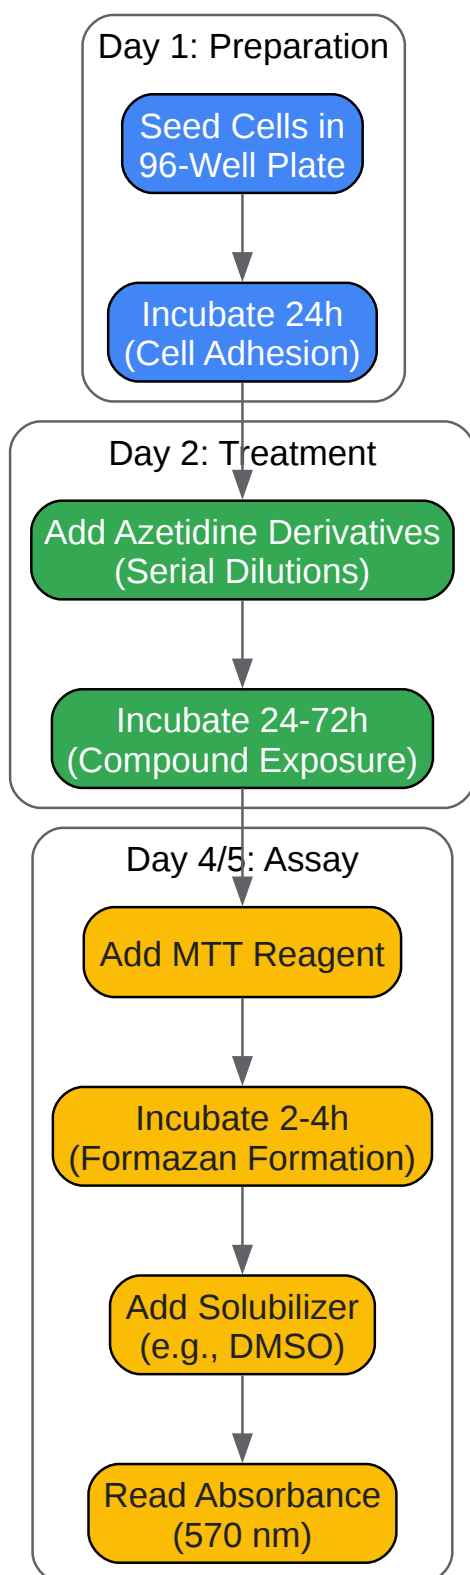 Day 1: Preparation
Seed Cells in
96-Well Plate
Incubate 24h
(Cell Adhesion)
Day 2: Treatment
Add Azetidine Derivatives
(Serial Dilutions)
Incubate 24-72h
(Compound Exposure)
Day 4/5: Assay
Add MTT Reagent
Incubate 2-4h
(Formazan Formation)
Add Solubilizer
(e.g., DMSO)
Read Absorbance
(570 nm)